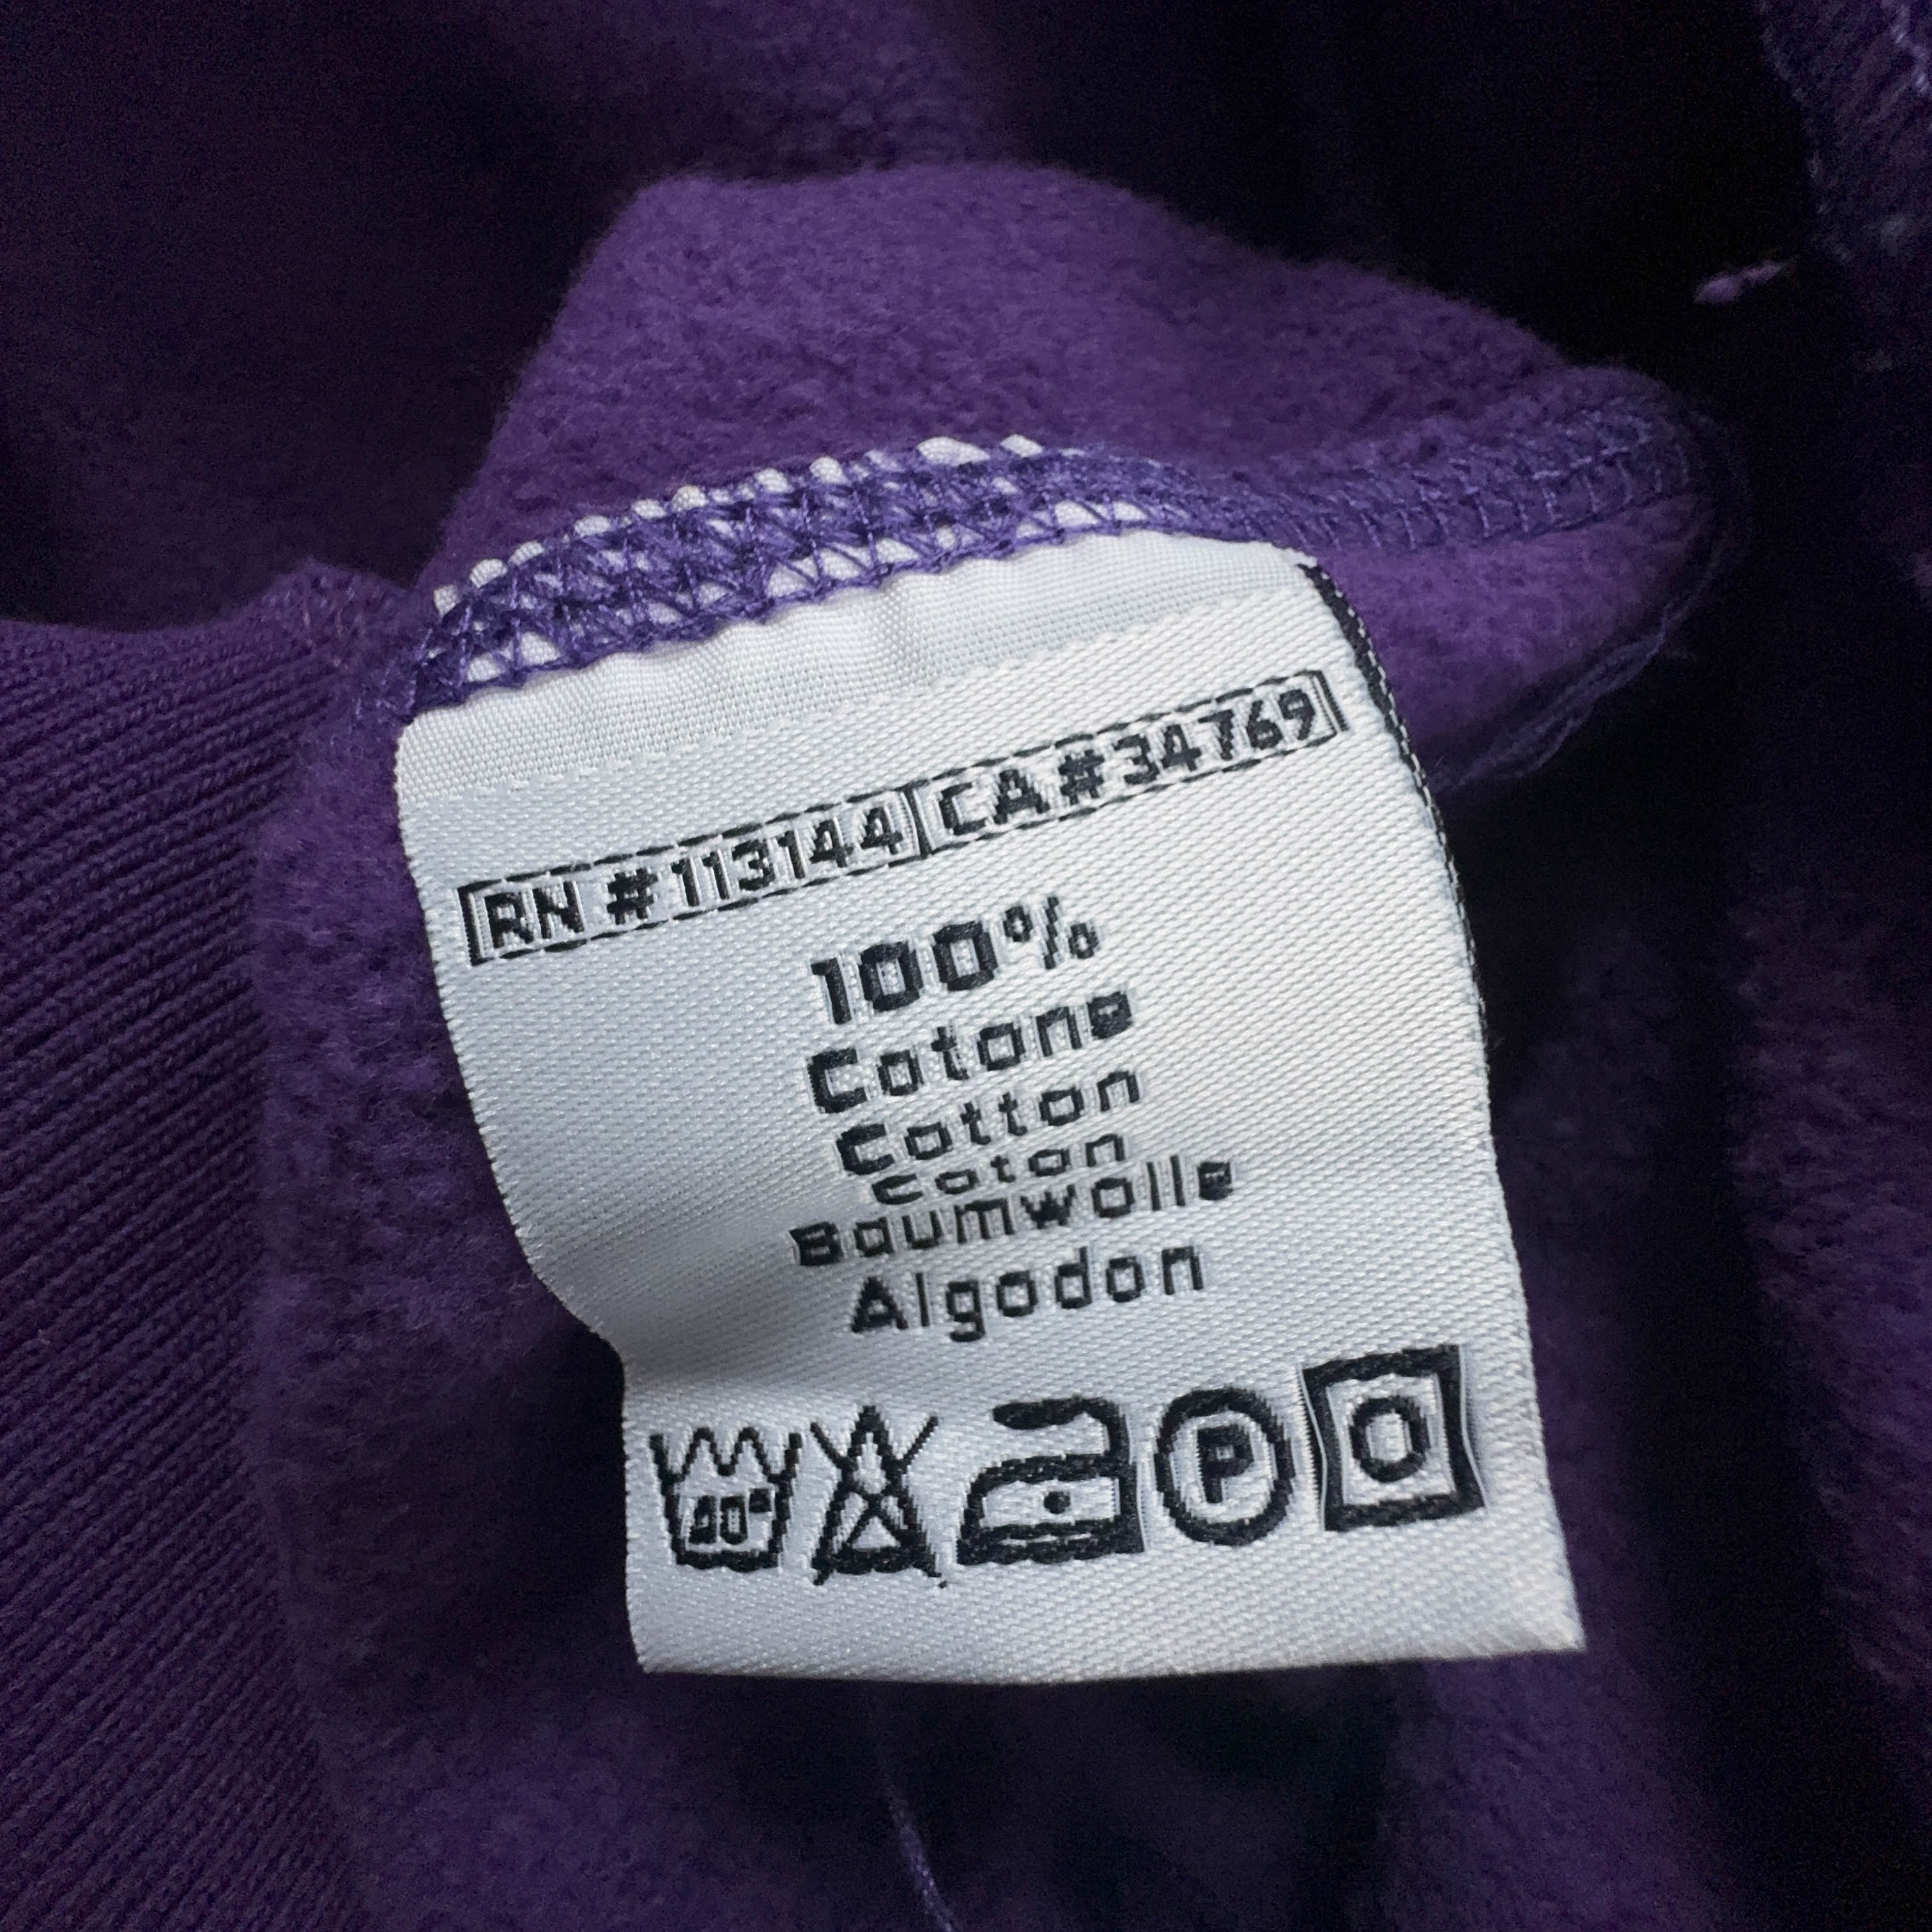 RN #113144 CA#34769
100%
Cotone
Cotton
coton
Baumwolle
Algodon
40° P